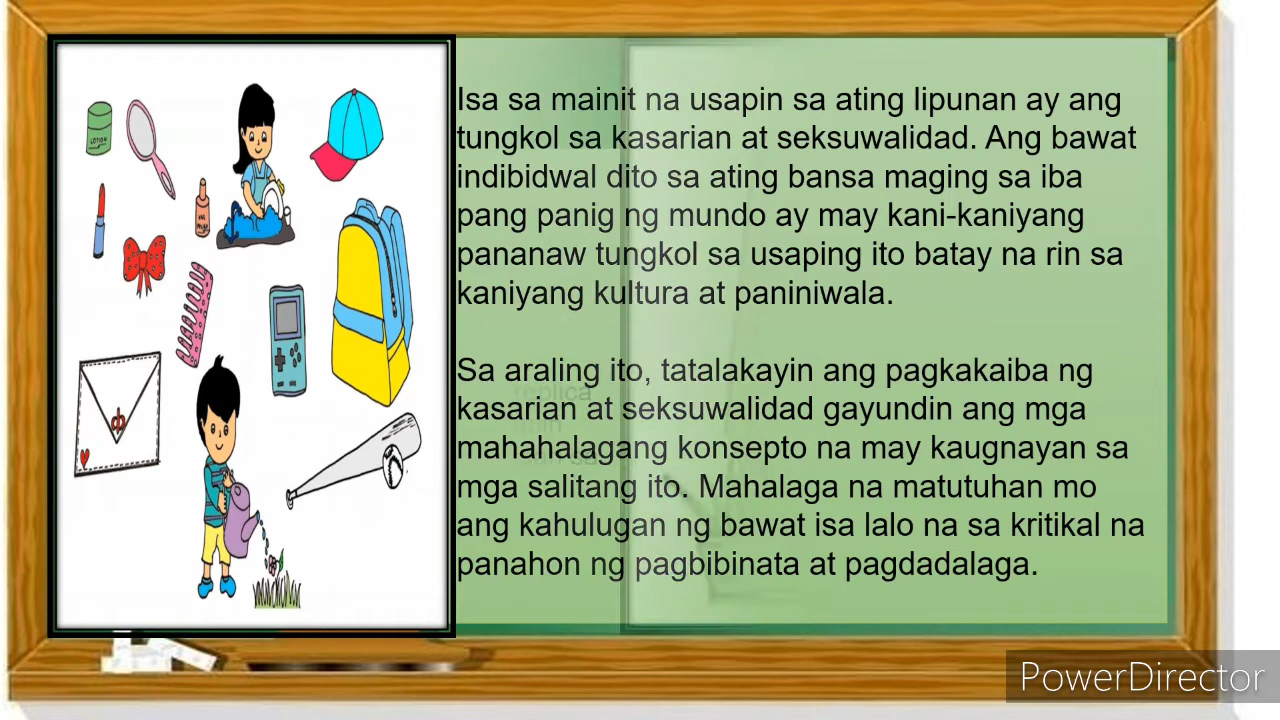 Isa sa mainit na usapin sa ating lipunan ay ang
tungkol sa kasarian at seksuwalidad. Ang bawat
indibidwal dito sa ating bansa maging sa iba
pang panig ng mundo ay may kani-kaniyang
pananaw tungkol sa usaping ito batay na rin sa
kaniyang kultura at paniniwala.
Sa araling ito, tatalakayin ang pagkakaiba ng
kasarian at seksuwalidad gayundin ang mga
mahahalagang konsepto na may kaugnayan sa
mga salitang ito. Mahalaga na matutuhan mo
ang kahulugan ng bawat isa lalo na sa kritikal na
panahon ng pagbibinata at pagdadalaga.
LOTION
PowerDirector